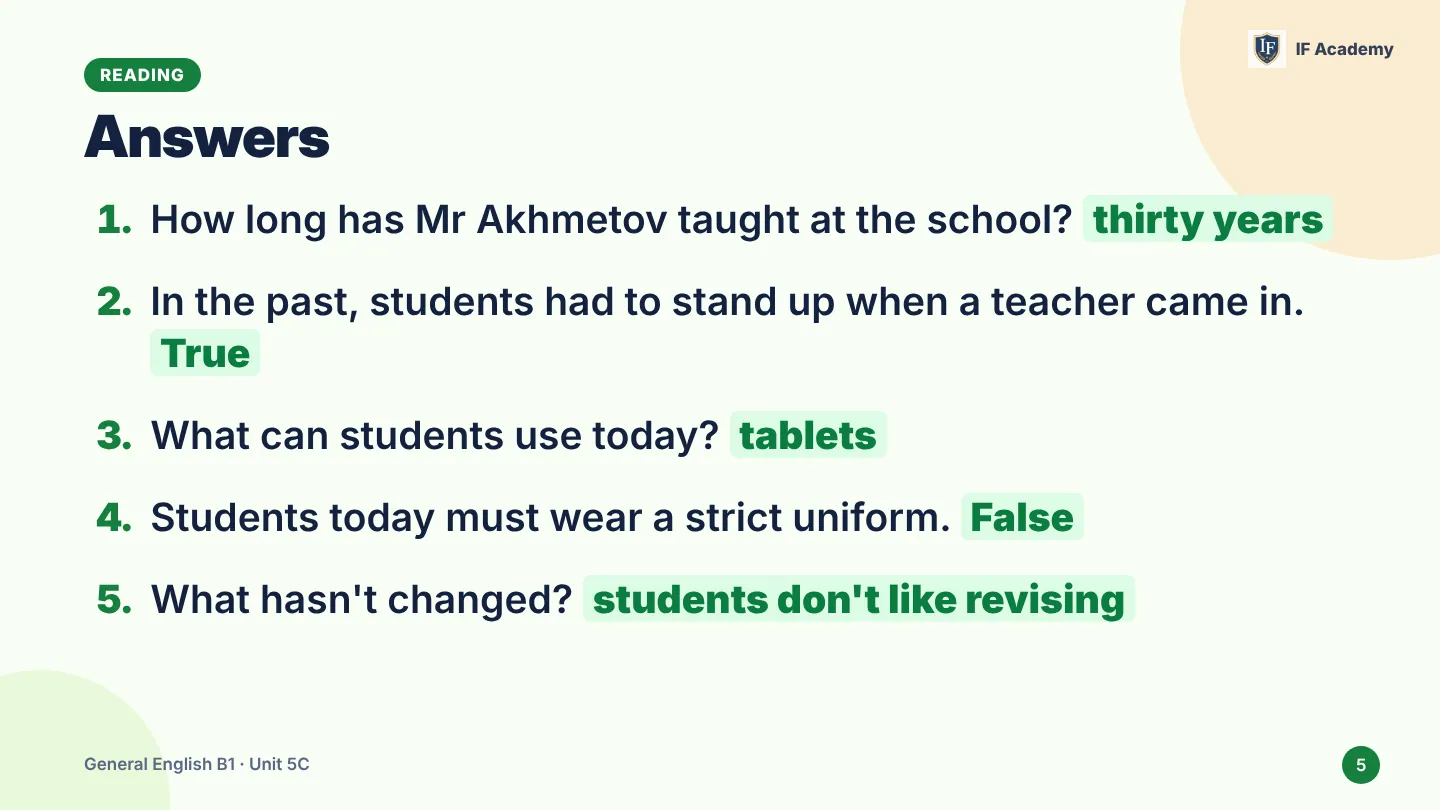 IF Academy
READING
Answers
1. How long has Mr Akhmetov taught at the school? thirty years
2. In the past, students had to stand up when a teacher came in.
True
3. What can students use today? tablets
4. Students today must wear a strict uniform. False
5. What hasn't changed? students don't like revising
General English B1 · Unit 5C
5